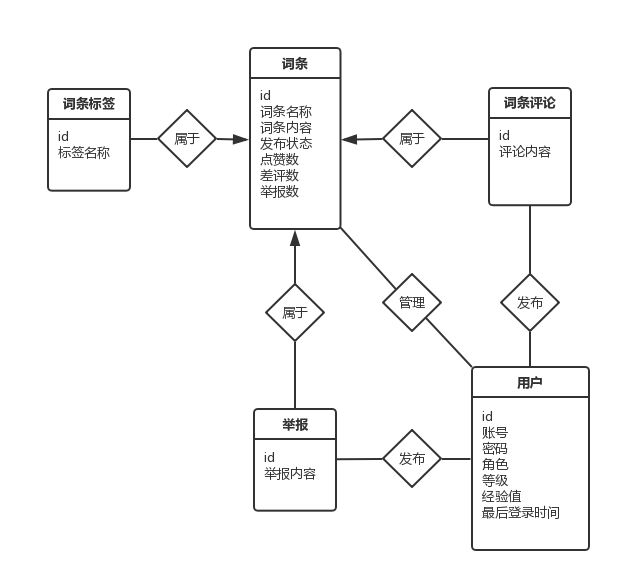 词条
id
词条名称
词条内容
发布状态
点赞数
差评数
举报数
词条标签
id
标签名称
属于
属于
词条评论
id
评论内容
属于
管理
发布
举报
id
举报内容
发布
用户
id
账号
密码
角色
等级
经验值
最后登录时间